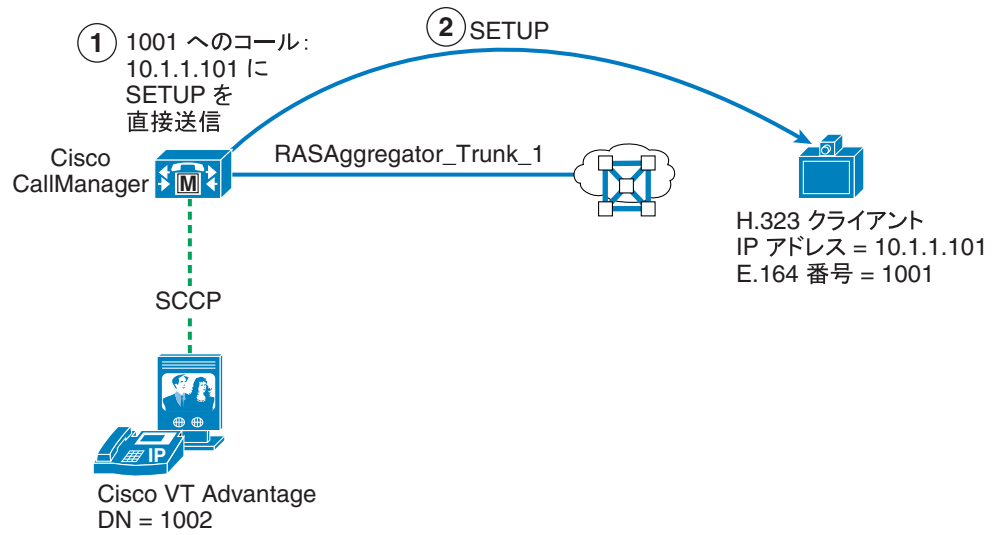 1
1001 へのコール:
10.1.1.101 に
SETUP を
直接送信
2
SETUP
Cisco
CallManager
M
RASAggregator_Trunk_1
H.323 クライアント
IP アドレス = 10.1.1.101
E.164 番号 = 1001
SCCP
IP
Cisco VT Advantage
DN = 1002